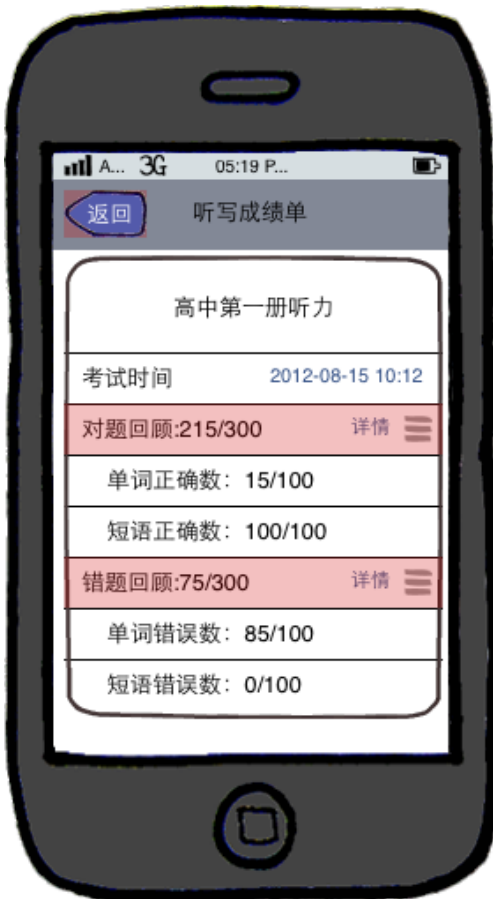 A... 3G 05:19 P...
返回 听写成绩单
高中第一册听力
考试时间 2012-08-15 10:12
对题回顾:215/300 详情
单词正确数：15/100
短语正确数：100/100
错题回顾:75/300 详情
单词错误数：85/100
短语错误数：0/100